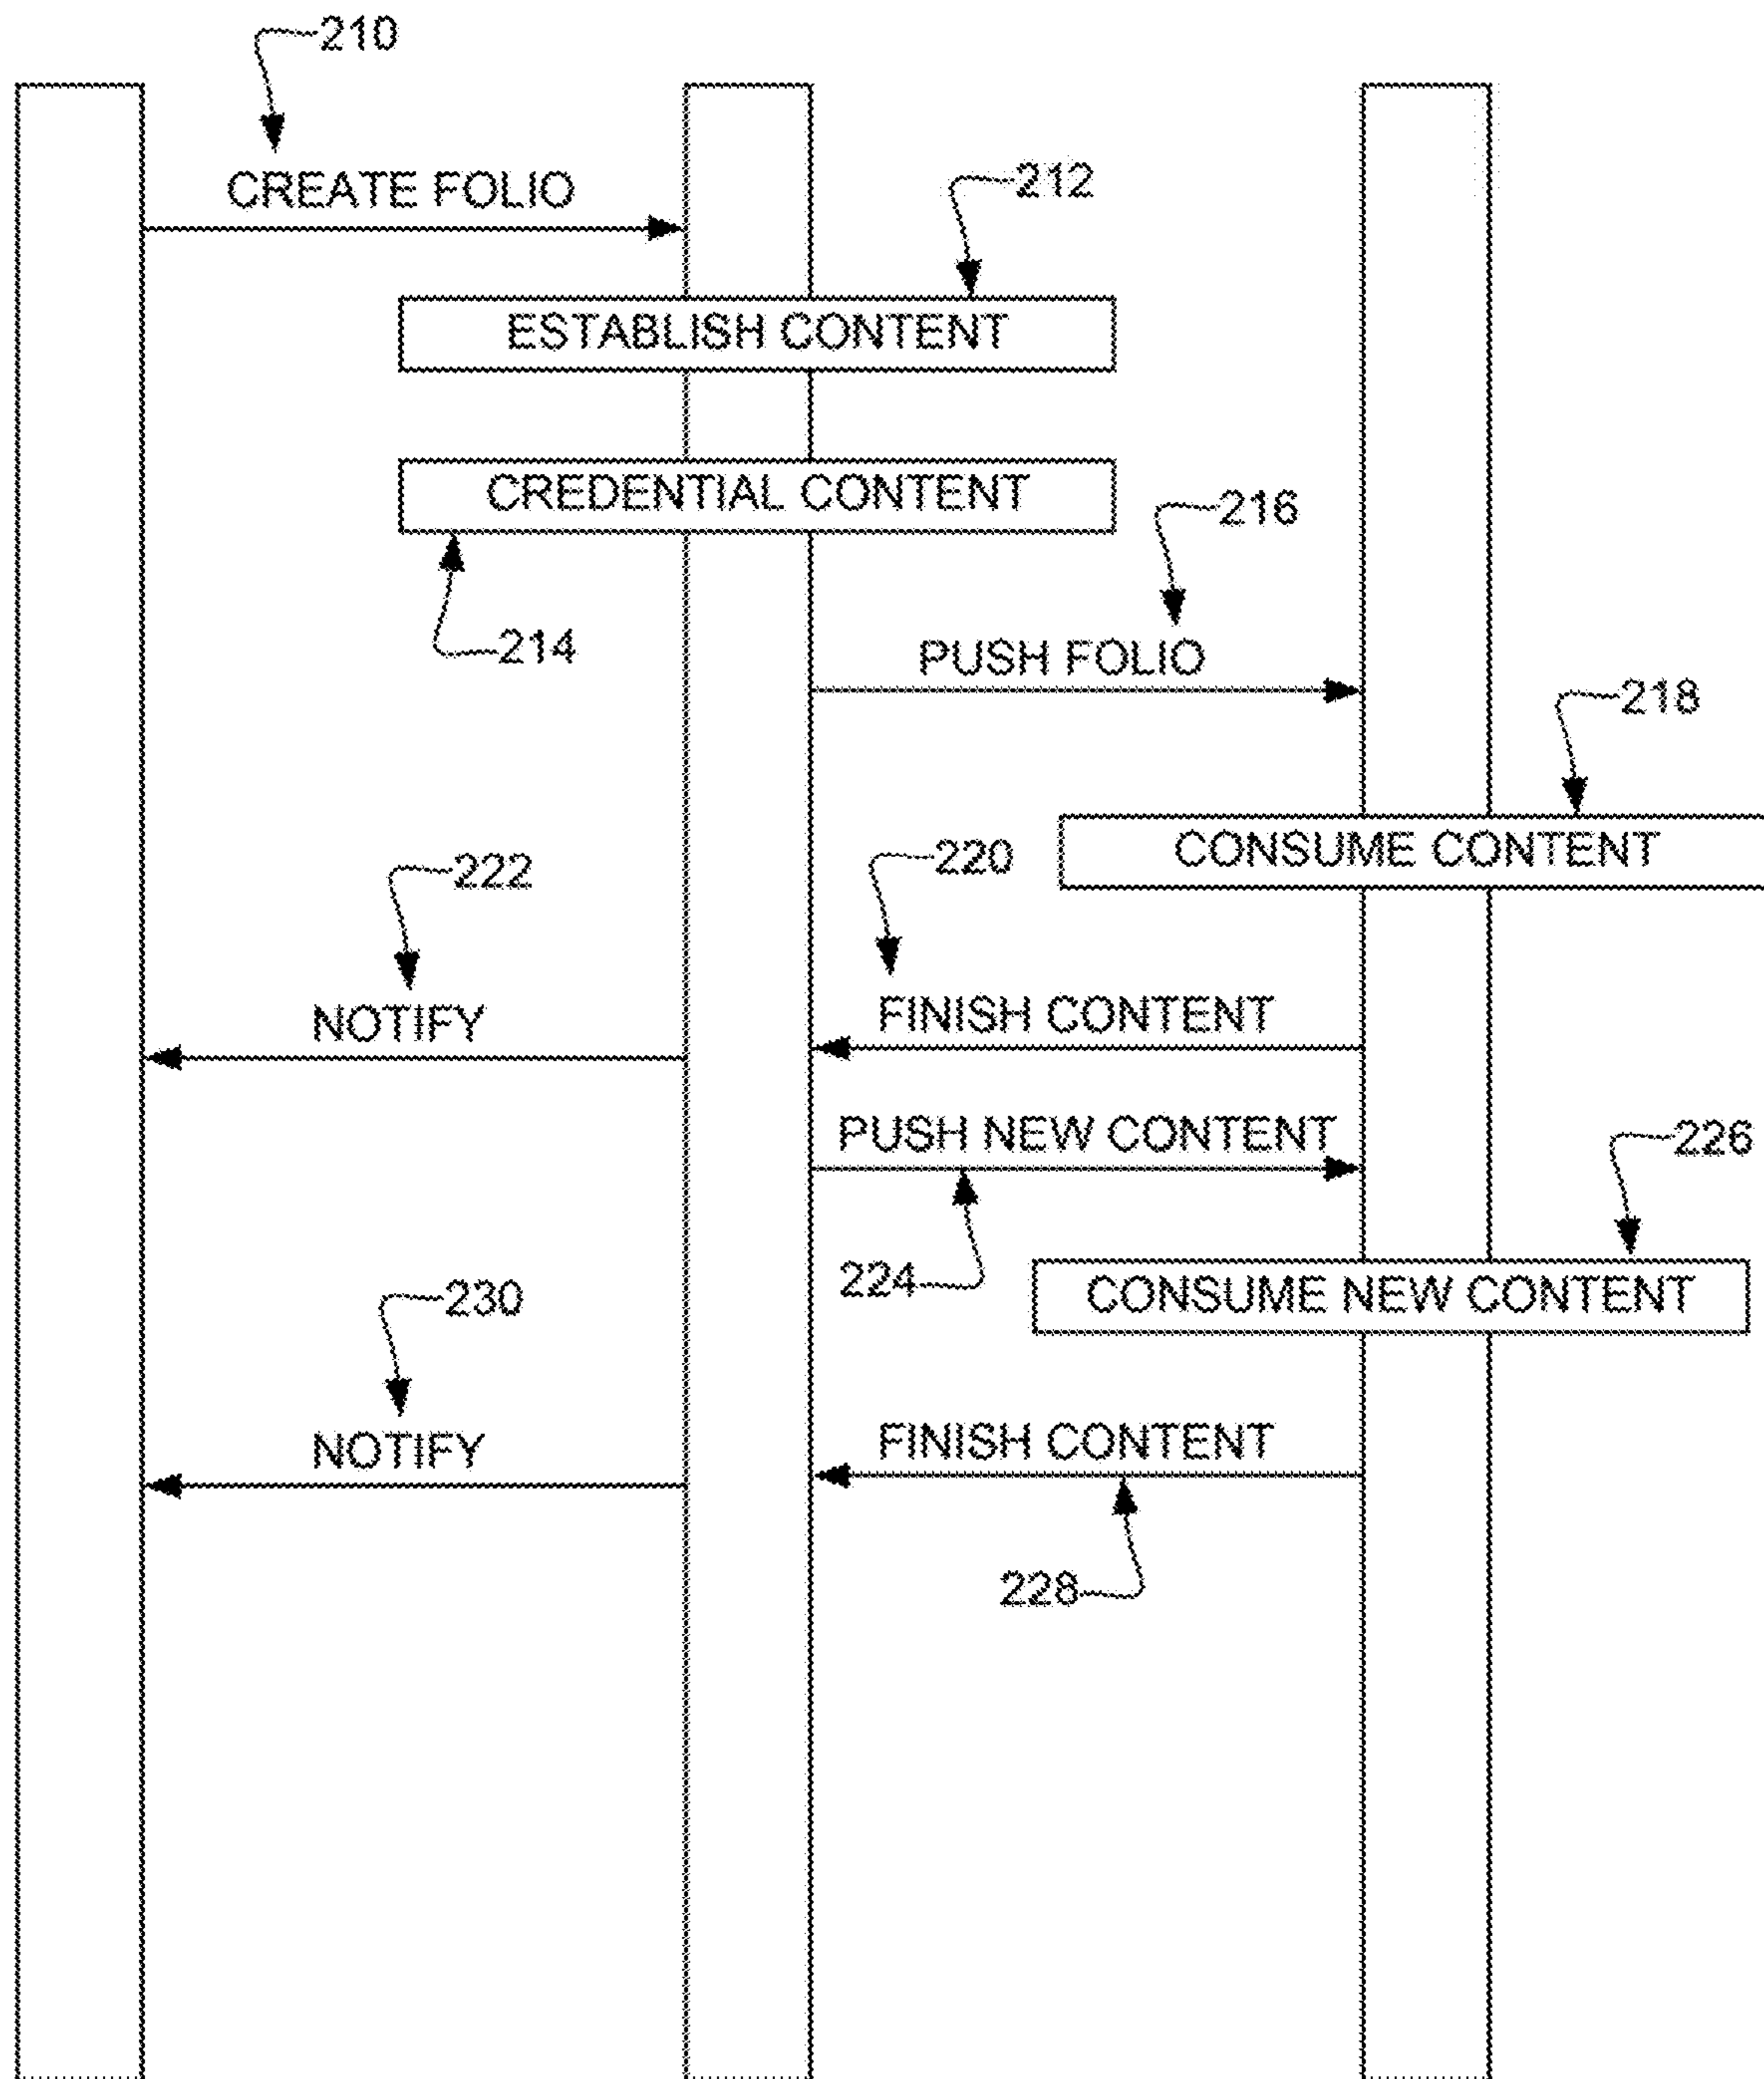 210
CREATE FOLIO
212
ESTABLISH CONTENT
CREDENTIAL CONTENT
216
214
PUSH FOLIO
218
CONSUME CONTENT
220
222
FINISH CONTENT
NOTIFY
PUSH NEW CONTENT
226
224
CONSUME NEW CONTENT
230
FINISH CONTENT
NOTIFY
228